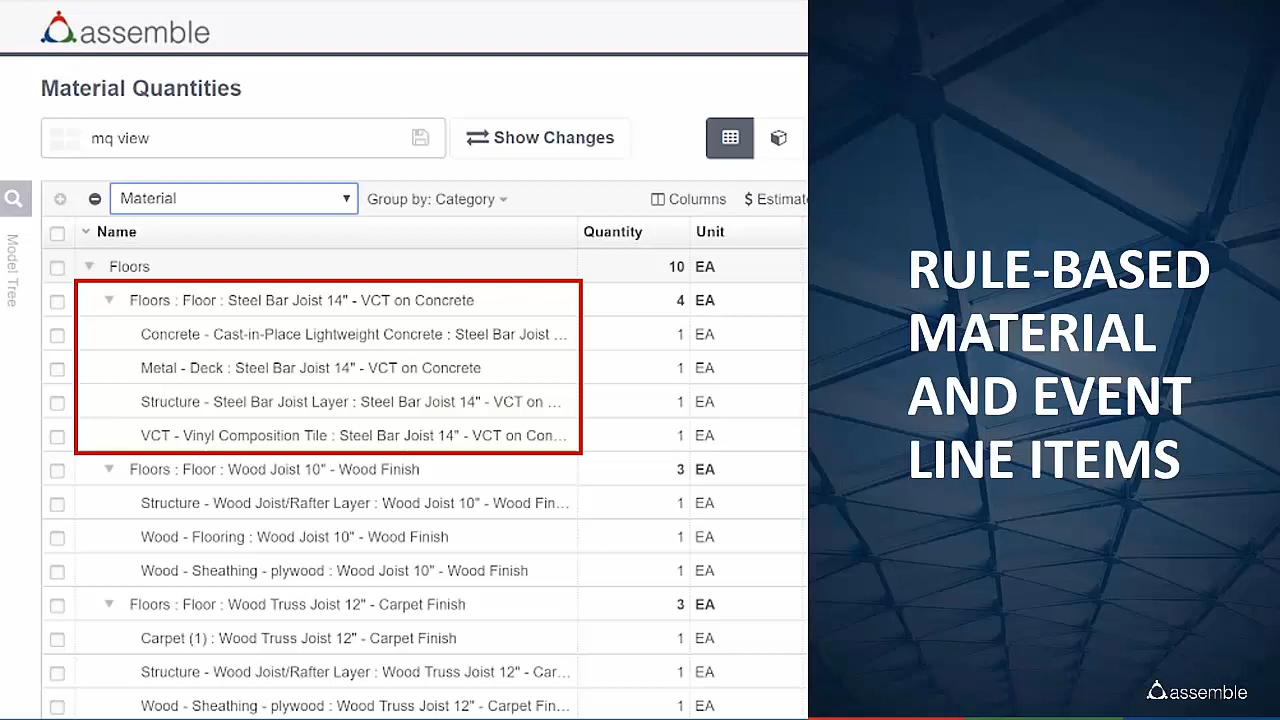 assemble
Material Quantities
mq view
Show Changes
Material
Group by: Category
Columns
$ Estimat
Name Quantity Unit
Floors 10 EA
Floors : Floor : Steel Bar Joist 14" - VCT on Concrete 4 EA
Concrete - Cast-in-Place Lightweight Concrete : Steel Bar Joist ... 1 EA
Metal - Deck : Steel Bar Joist 14" - VCT on Concrete 1 EA
Structure - Steel Bar Joist Layer : Steel Bar Joist 14" - VCT on ... 1 EA
VCT - Vinyl Composition Tile : Steel Bar Joist 14" - VCT on Con... 1 EA
Floors : Floor : Wood Joist 10" - Wood Finish 3 EA
Structure - Wood Joist/Rafter Layer : Wood Joist 10" - Wood Fin... 1 EA
Wood - Flooring : Wood Joist 10" - Wood Finish 1 EA
Wood - Sheathing - plywood : Wood Joist 10" - Wood Finish 1 EA
Floors : Floor : Wood Truss Joist 12" - Carpet Finish 3 EA
Carpet (1) : Wood Truss Joist 12" - Carpet Finish 1 EA
Structure - Wood Joist/Rafter Layer : Wood Truss Joist 12" - Car... 1 EA
Wood - Sheathing - plywood : Wood Truss Joist 12" - Carpet Fin... 1 EA
Model Tree
RULE-BASED
MATERIAL
AND EVENT
LINE ITEMS
assemble